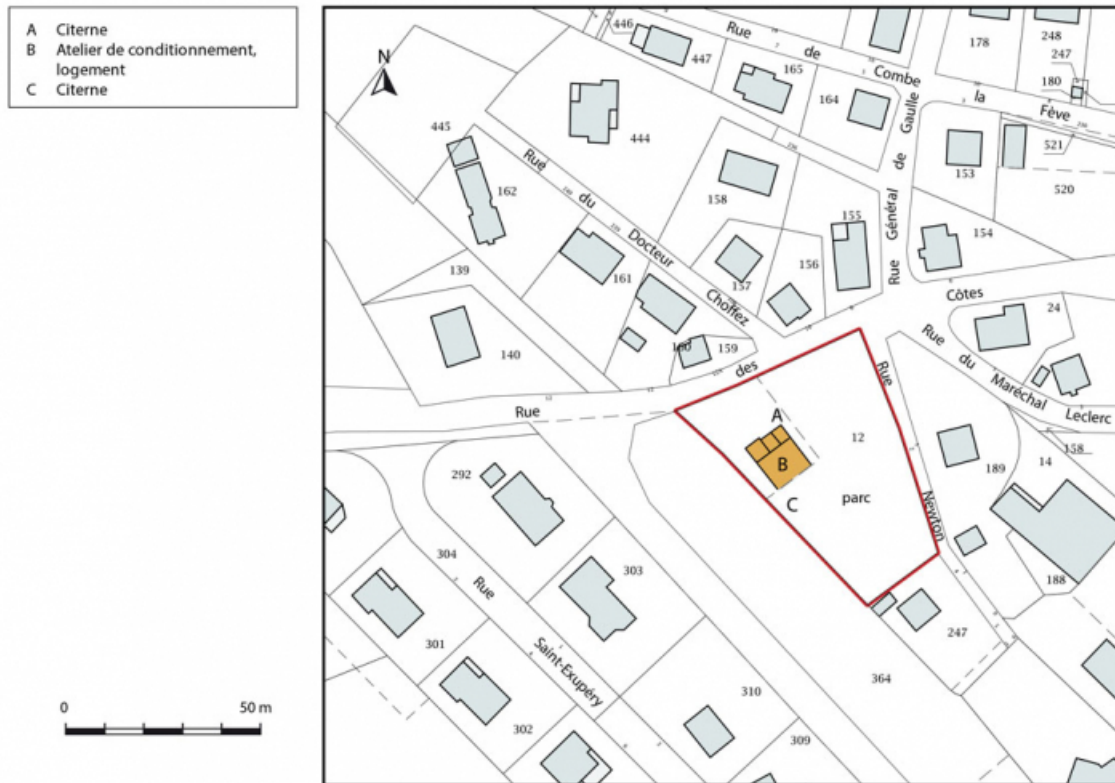 A Citerne
B Atelier de conditionnement,
logement
C Citerne
N
0 50 m
446
447
Rue de Combe la Fève
165
164
178
248
247
180
521
520
153
154
445
444
162
Rue du Docteur Choffez
158
155
156
157
161
160
159
139
140
Rue Général de Gaulle
Rue des Côtes
24
Rue du Maréchal Leclerc
158
Rue Newton
A
B
C
12
parc
189
14
188
247
292
304
303
Rue Saint-Exupéry
301
302
310
309
364